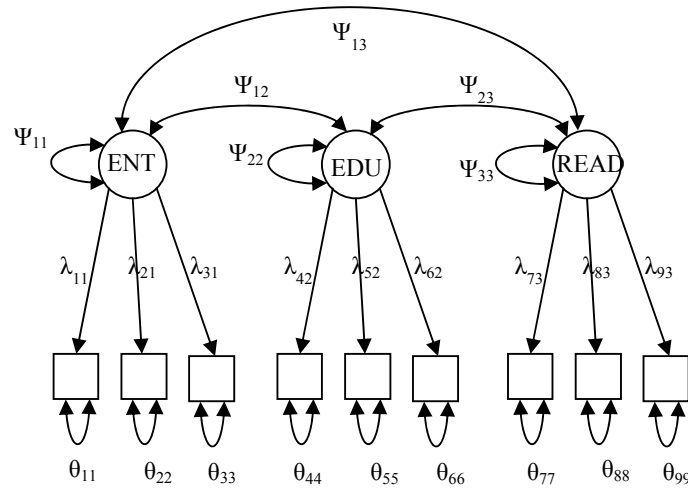 Ψ₁₃
Ψ₁₂ Ψ₂₃
Ψ₁₁ ENT Ψ₂₂ EDU Ψ₃₃ READ
λ₁₁ λ₂₁ λ₃₁ λ₄₂ λ₅₂ λ₆₂ λ₇₃ λ₈₃ λ₉₃
θ₁₁ θ₂₂ θ₃₃ θ₄₄ θ₅₅ θ₆₆ θ₇₇ θ₈₈ θ₉₉